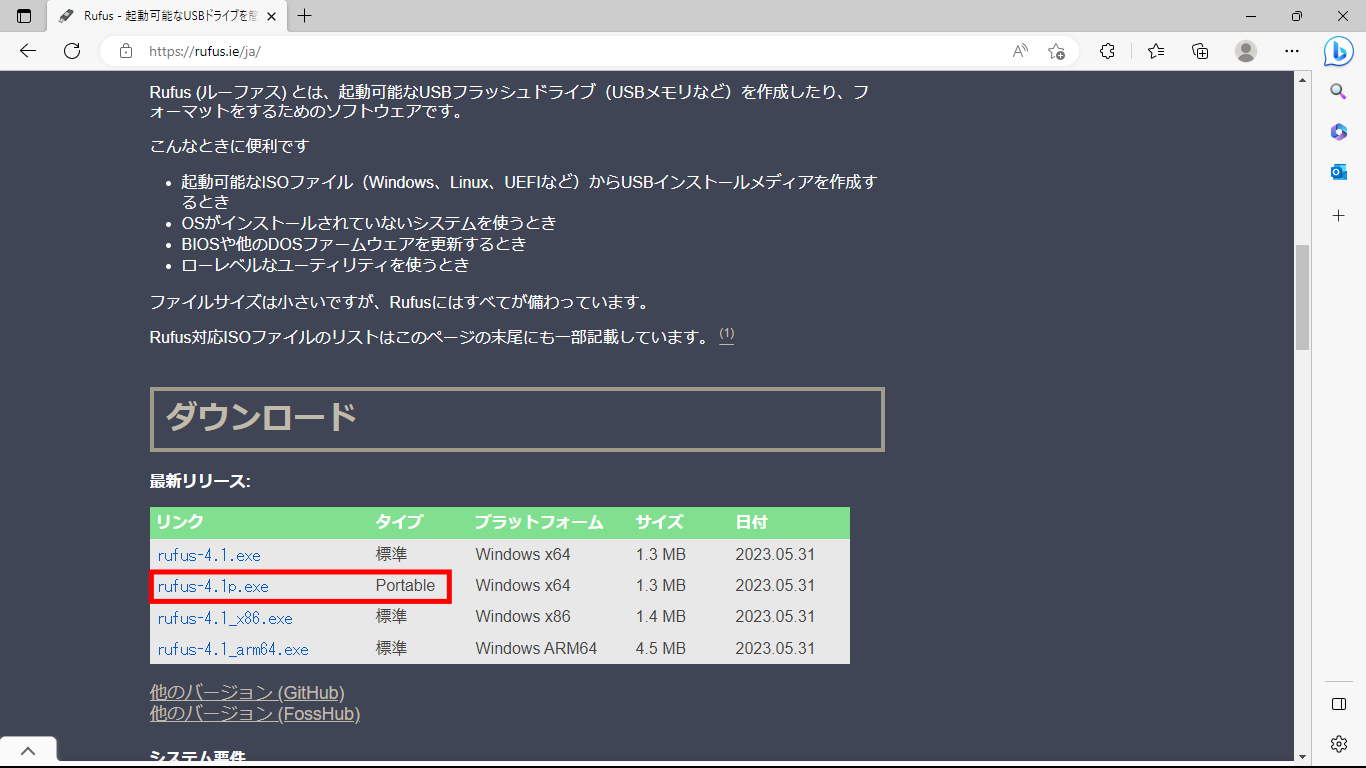 Rufus - 起動可能なUSBドライブを
https://rufus.ie/ja/
Rufus (ルーファス) とは、起動可能なUSBフラッシュドライブ（USBメモリなど）を作成したり、フ
ォーマットをするためのソフトウェアです。
こんなときに便利です
• 起動可能なISOファイル（Windows、Linux、UEFIなど）からUSBインストールメディアを作成す
るとき
• OSがインストールされていないシステムを使うとき
• BIOSや他のDOSファームウェアを更新するとき
• ローレベルなユーティリティを使うとき
ファイルサイズは小さいですが、Rufusにはすべてが備わっています。
Rufus対応ISOファイルのリストはこのページの末尾にも一部記載しています。 (1)
ダウンロード
最新リリース:
リンク タイプ プラットフォーム サイズ 日付
rufus-4.1.exe 標準 Windows x64 1.3 MB 2023.05.31
rufus-4.1p.exe Portable Windows x64 1.3 MB 2023.05.31
rufus-4.1_x86.exe 標準 Windows x86 1.4 MB 2023.05.31
rufus-4.1_arm64.exe 標準 Windows ARM64 4.5 MB 2023.05.31
他のバージョン (GitHub)
他のバージョン (FossHub)
システム要件